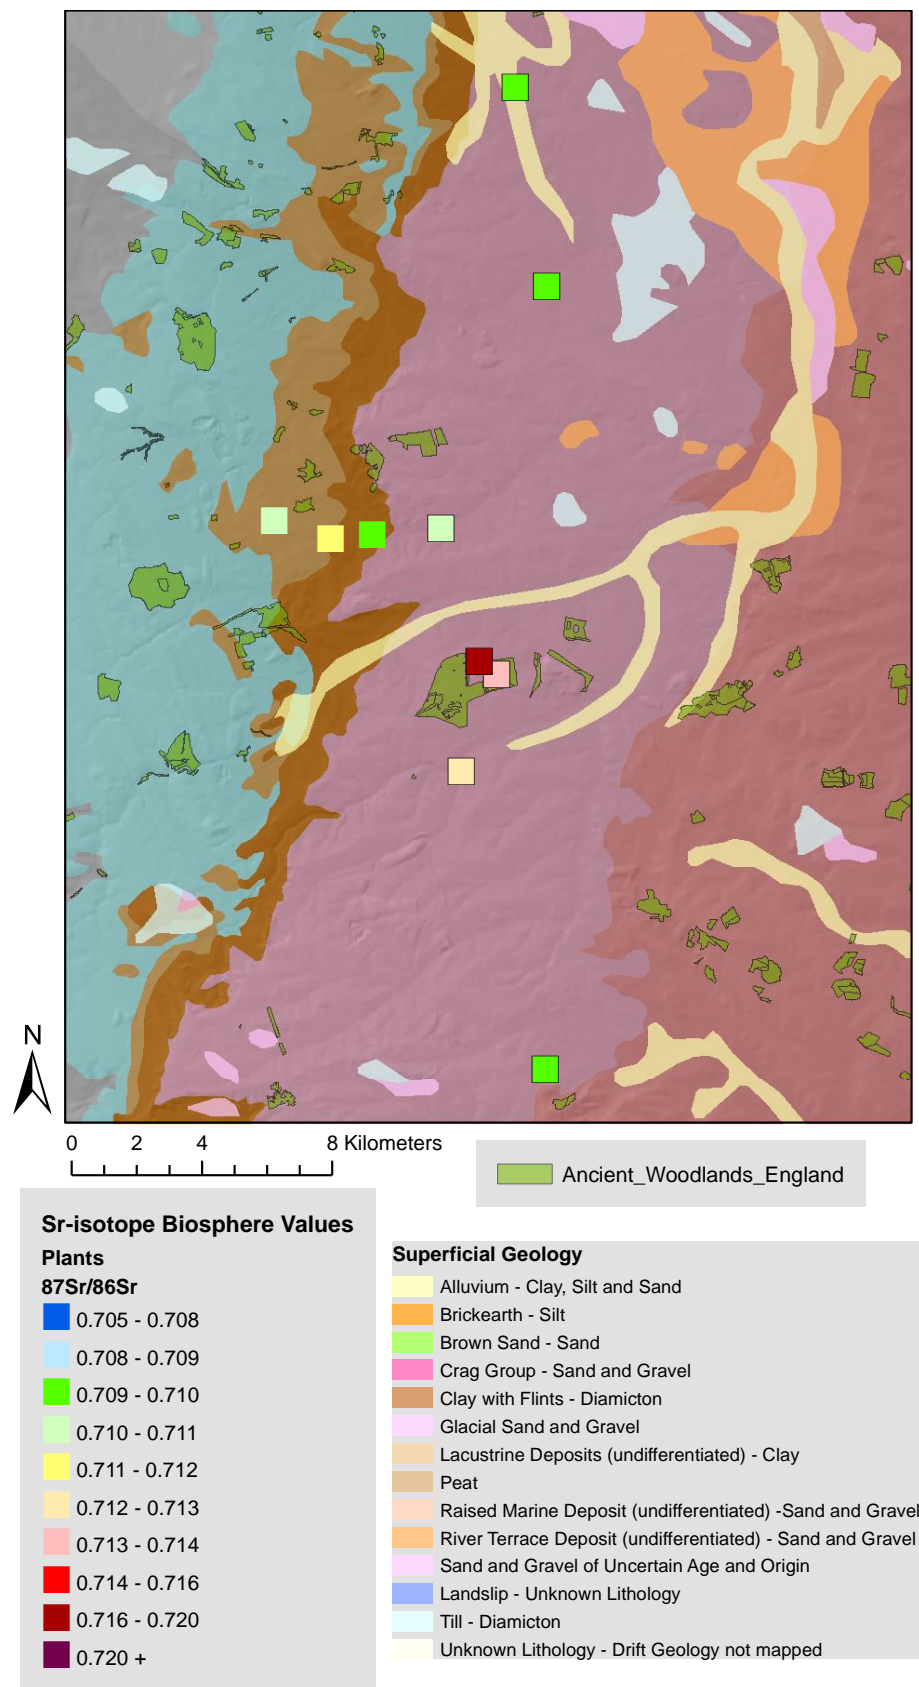 N
0 2 4 8 Kilometers
Ancient_Woodlands_England
Sr-isotope Biosphere Values
Plants
87Sr/86Sr
0.705 - 0.708
0.708 - 0.709
0.709 - 0.710
0.710 - 0.711
0.711 - 0.712
0.712 - 0.713
0.713 - 0.714
0.714 - 0.716
0.716 - 0.720
0.720 +
Superficial Geology
Alluvium - Clay, Silt and Sand
Brickearth - Silt
Brown Sand - Sand
Crag Group - Sand and Gravel
Clay with Flints - Diamicton
Glacial Sand and Gravel
Lacustrine Deposits (undifferentiated) - Clay
Peat
Raised Marine Deposit (undifferentiated) -Sand and Gravel
River Terrace Deposit (undifferentiated) - Sand and Gravel
Sand and Gravel of Uncertain Age and Origin
Landslip - Unknown Lithology
Till - Diamicton
Unknown Lithology - Drift Geology not mapped